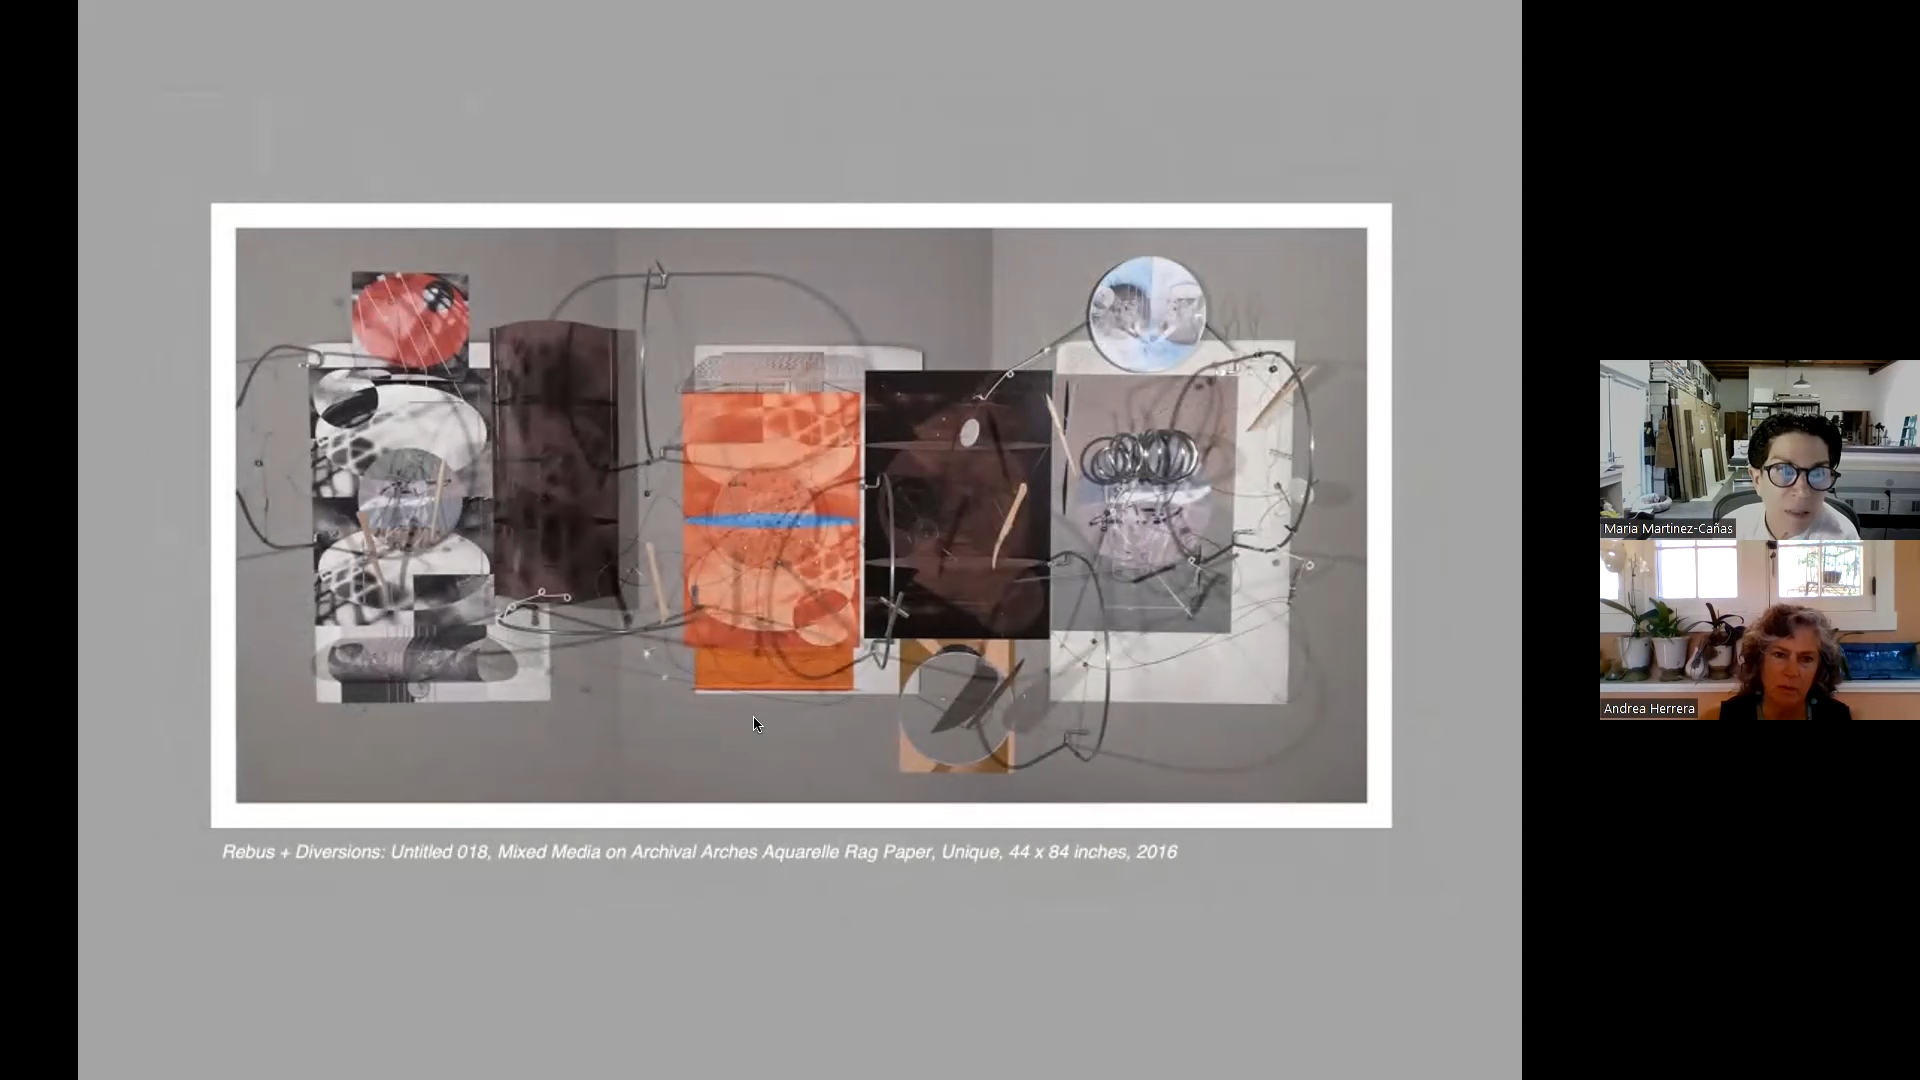 Rebus + Diversions: Untitled 018, Mixed Media on Archival Arches Aquarelle Rag Paper, Unique, 44 x 84 inches, 2016
Maria Martinez-Cañas
Andrea Herrera